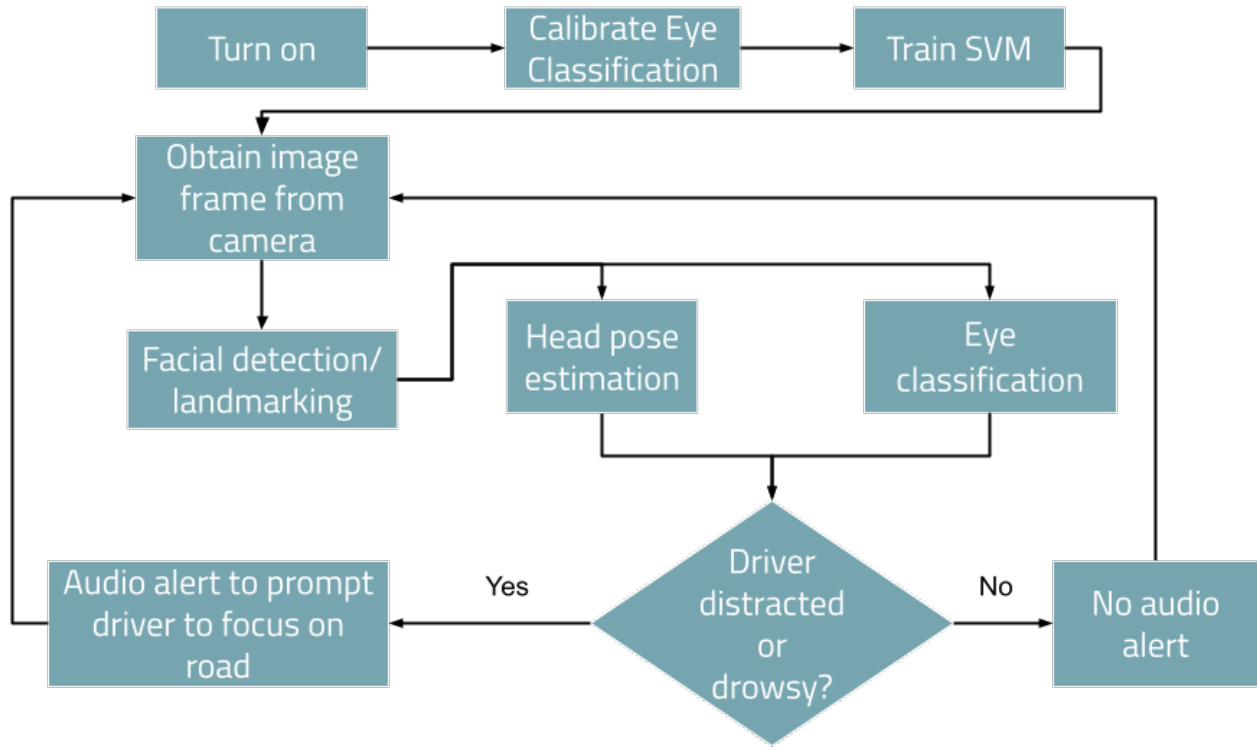 Turn on
Calibrate Eye
Classification
Train SVM
Obtain image
frame from
camera
Facial detection/
landmarking
Head pose
estimation
Eye
classification
Driver
distracted
or
drowsy?
Yes
No
Audio alert to prompt
driver to focus on
road
No audio
alert